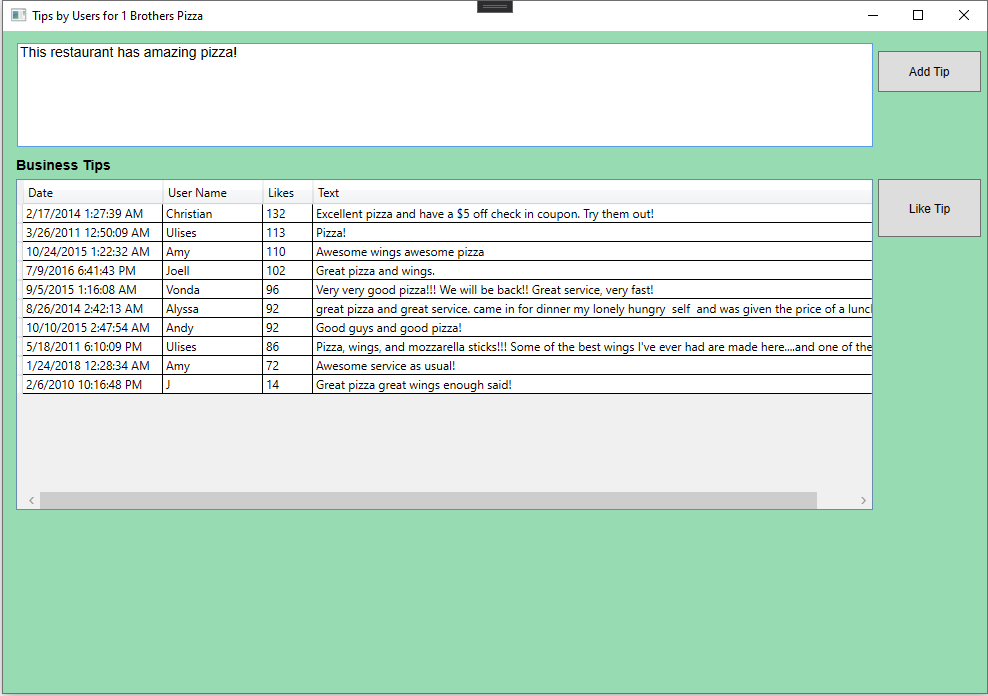 Tips by Users for 1 Brothers Pizza
This restaurant has amazing pizza!
Add Tip
Business Tips
Date User Name Likes Text
2/17/2014 1:27:39 AM Christian 132 Excellent pizza and have a $5 off check in coupon. Try them out!
3/26/2011 12:50:09 AM Ulises 113 Pizza!
10/24/2015 1:22:32 AM Amy 110 Awesome wings awesome pizza
7/9/2016 6:41:43 PM Joell 102 Great pizza and wings.
9/5/2015 1:16:08 AM Vonda 96 Very very good pizza!!! We will be back!! Great service, very fast!
8/26/2014 2:42:13 AM Alyssa 92 great pizza and great service. came in for dinner my lonely hungry  self  and was given the price of a lunch
10/10/2015 2:47:54 AM Andy 92 Good guys and good pizza!
5/18/2011 6:10:09 PM Ulises 86 Pizza, wings, and mozzarella sticks!!! Some of the best wings I've ever had are made here....and one of the
1/24/2018 12:28:34 AM Amy 72 Awesome service as usual!
2/6/2010 10:16:48 PM J 14 Great pizza great wings enough said!
Like Tip